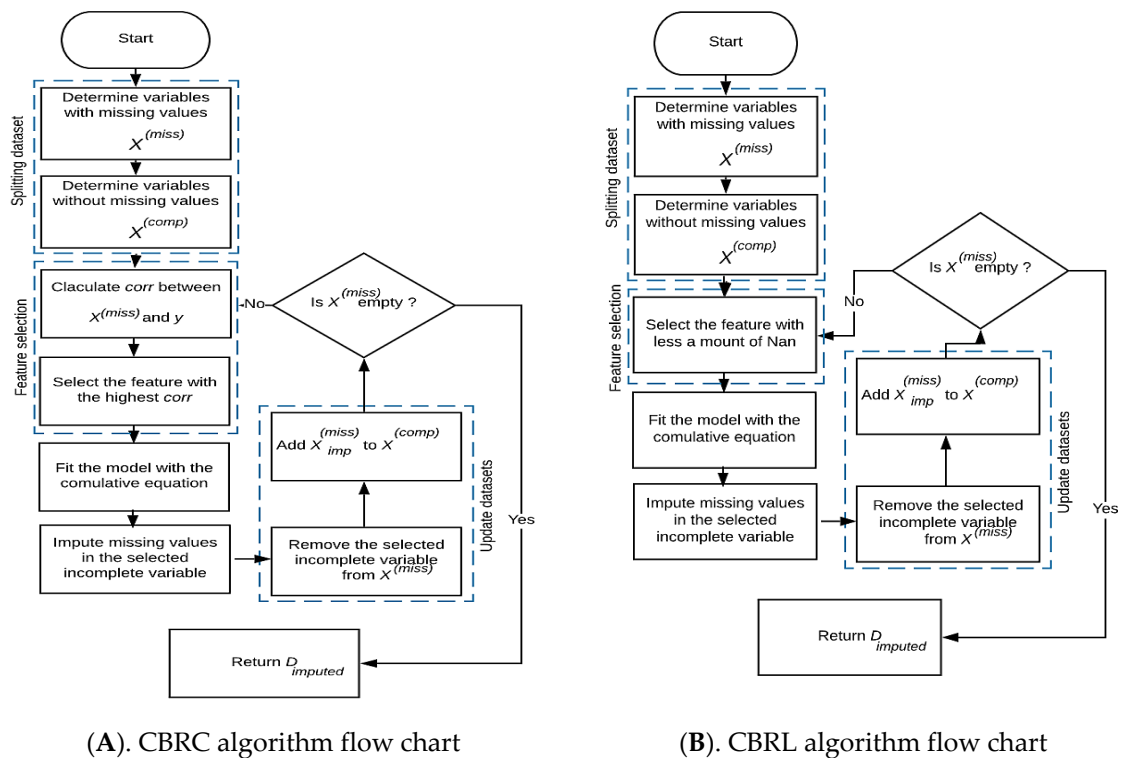 Start
Splitting dataset
Determine variables
with missing values
X^(miss)
Determine variables
without missing values
X^(comp)
Feature selection
Claculate corr between
X^(miss) and y
Select the feature with
the highest corr
Fit the model with the
comulative equation
Impute missing values
in the selected
incomplete variable
Update datasets
Remove the selected
incomplete variable
from X^(miss)
Add X_imp^(miss) to X^(comp)
Is X^(miss) empty ?
No
Yes
Return D_imputed
(A). CBRC algorithm flow chart
Start
Splitting dataset
Determine variables
with missing values
X^(miss)
Determine variables
without missing values
X^(comp)
Feature selection
Select the feature with
less a mount of Nan
Fit the model with the
comulative equation
Impute missing values
in the selected
incomplete variable
Update datasets
Remove the selected
incomplete variable
from X^(miss)
Add X_imp^(miss) to X^(comp)
Is X^(miss) empty ?
No
Yes
Return D_imputed
(B). CBRL algorithm flow chart